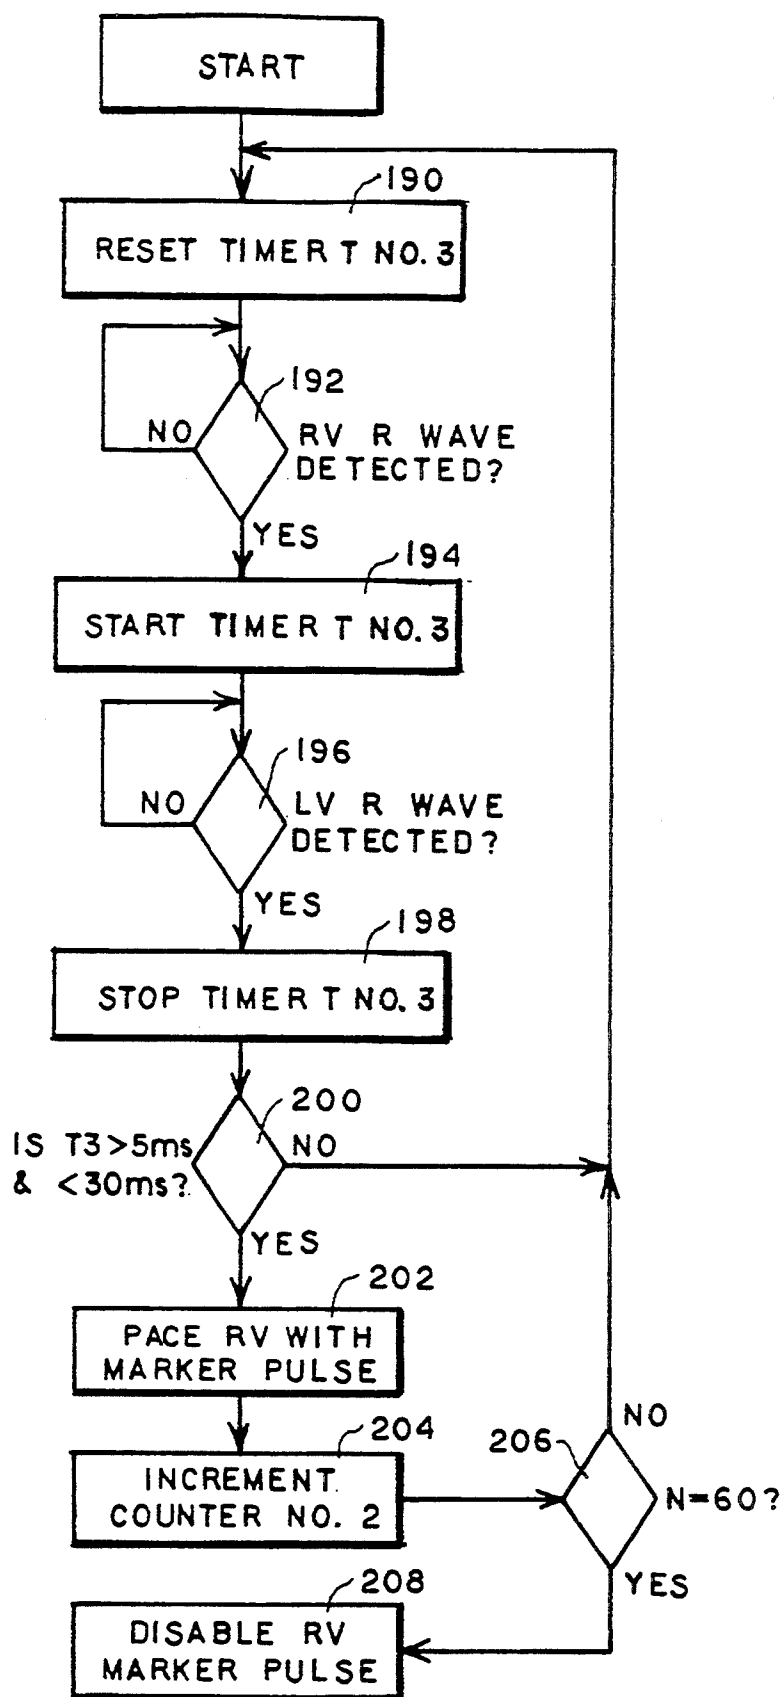 START
190
RESET TIMER T NO. 3
192
NO
RV R WAVE
DETECTED?
YES
194
START TIMER T NO. 3
196
NO
LV R WAVE
DETECTED?
YES
198
STOP TIMER T NO. 3
200
IS T3>5ms
& <30ms?
NO
YES
202
PACE RV WITH
MARKER PULSE
204
INCREMENT
COUNTER NO. 2
206
NO
N=60?
YES
208
DISABLE RV
MARKER PULSE